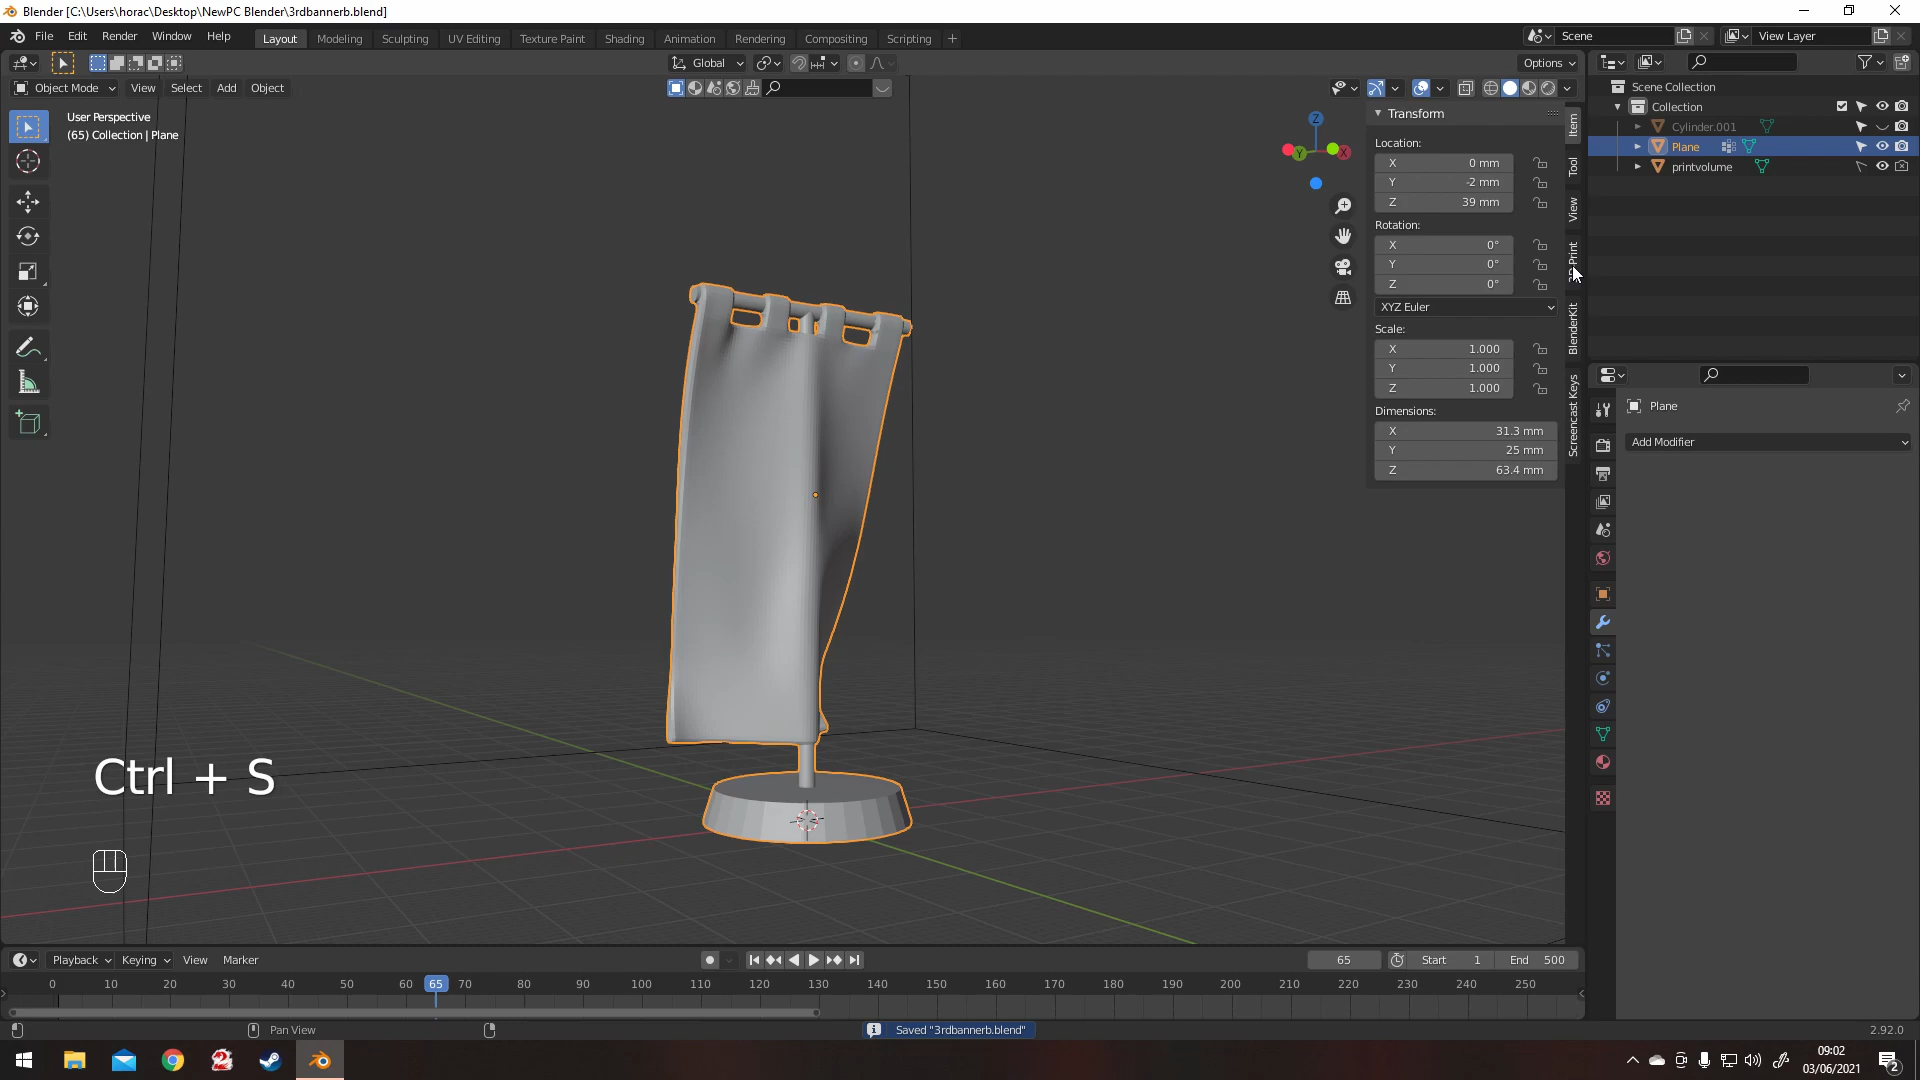 Blender [C:\Users\horac\Desktop\NewPC Blender\3rdbannerb.blend]
File Edit Render Window Help
Layout Modeling Sculpting UV Editing Texture Paint Shading Animation Rendering Compositing Scripting +
Scene
View Layer
Global
Options
Object Mode View Select Add Object
User Perspective
(65) Collection | Plane
Z
Y
X
Transform
Location:
X 0 mm
Y -2 mm
Z 39 mm
Rotation:
X 0°
Y 0°
Z 0°
XYZ Euler
Scale:
X 1.000
Y 1.000
Z 1.000
Dimensions:
X 31.3 mm
Y 25 mm
Z 63.4 mm
Item
Tool
View
Print
BlenderKit
Screencast Keys
Scene Collection
Collection
Cylinder.001
Plane
printvolume
Plane
Add Modifier
Ctrl + S
Playback Keying View Marker
65
Start 1
End 500
0 10 20 30 40 50 60 65 70 80 90 100 110 120 130 140 150 160 170 180 190 200 210 220 230 240 250
Pan View
Saved "3rdbannerb.blend"
2.92.0
09:02
03/06/2021
2